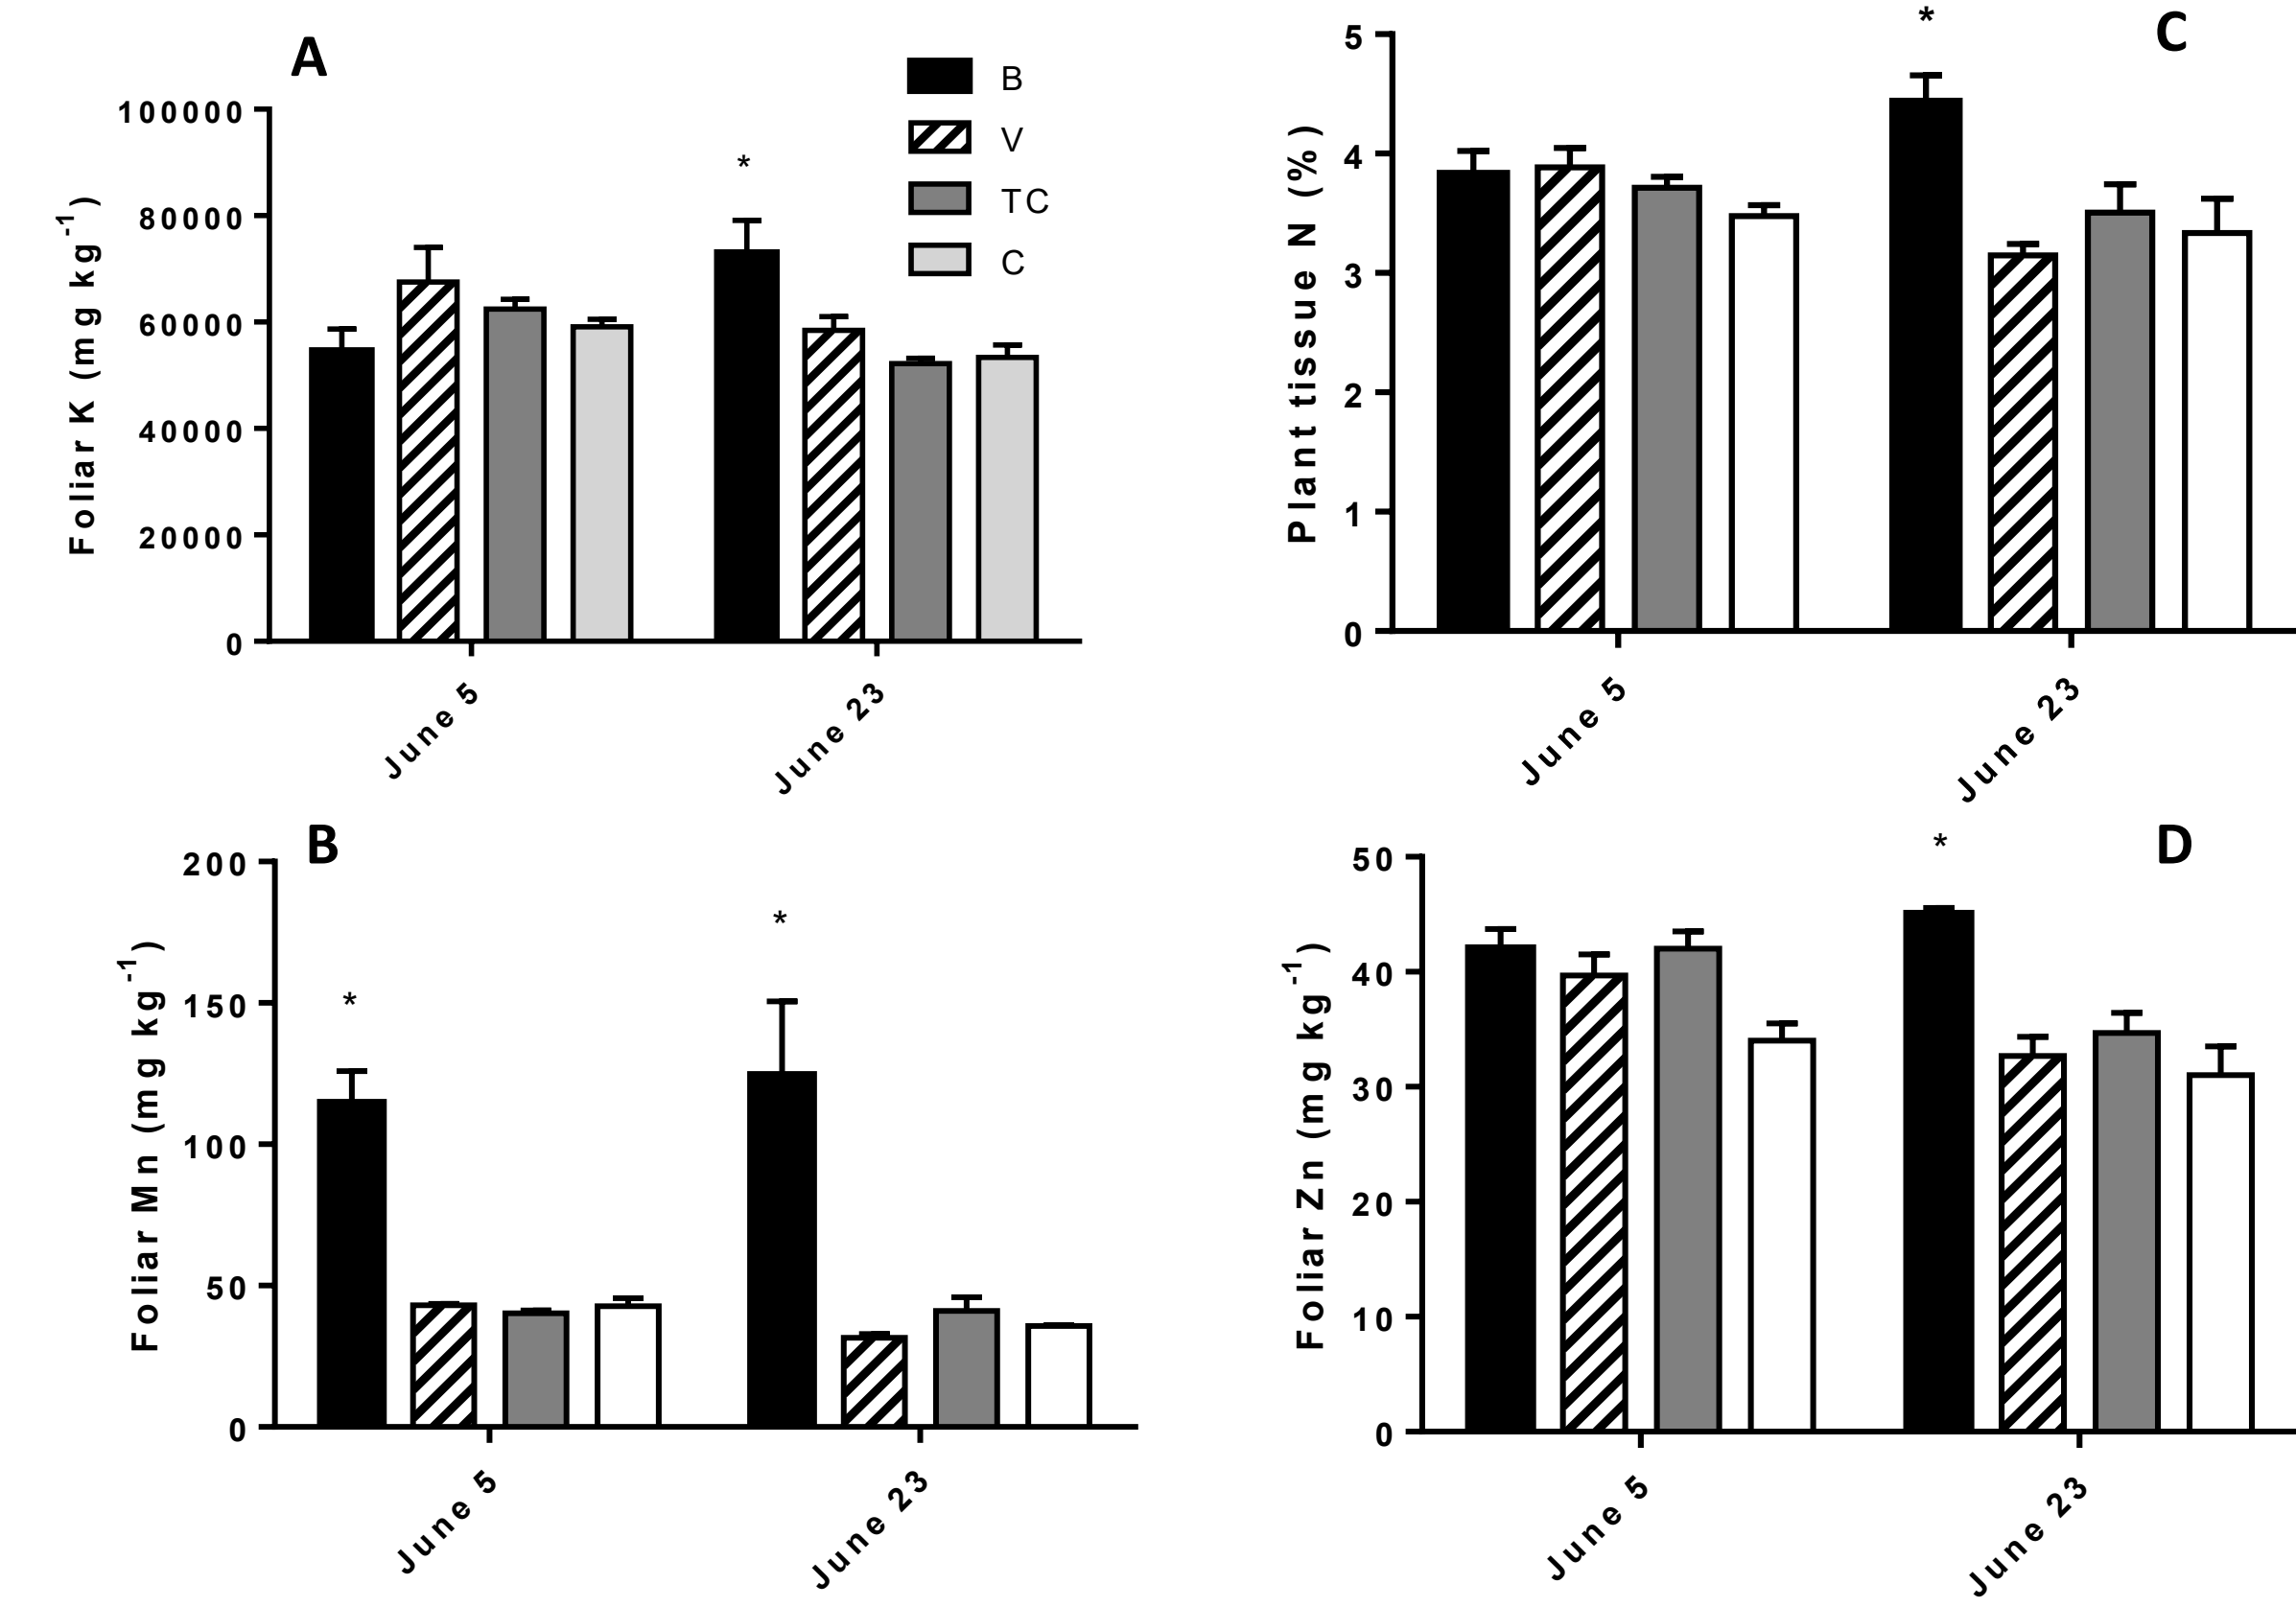 A
B
V
TC
C
100000
80000
60000
40000
20000
0
Foliar K (mg kg-1)
*
June 5
June 23
C
*
5
4
3
2
1
0
Plant tissue N (%)
June 5
June 23
B
200
150
100
50
0
Foliar Mn (mg kg-1)
*
*
June 5
June 23
D
*
50
40
30
20
10
0
Foliar Zn (mg kg-1)
June 5
June 23